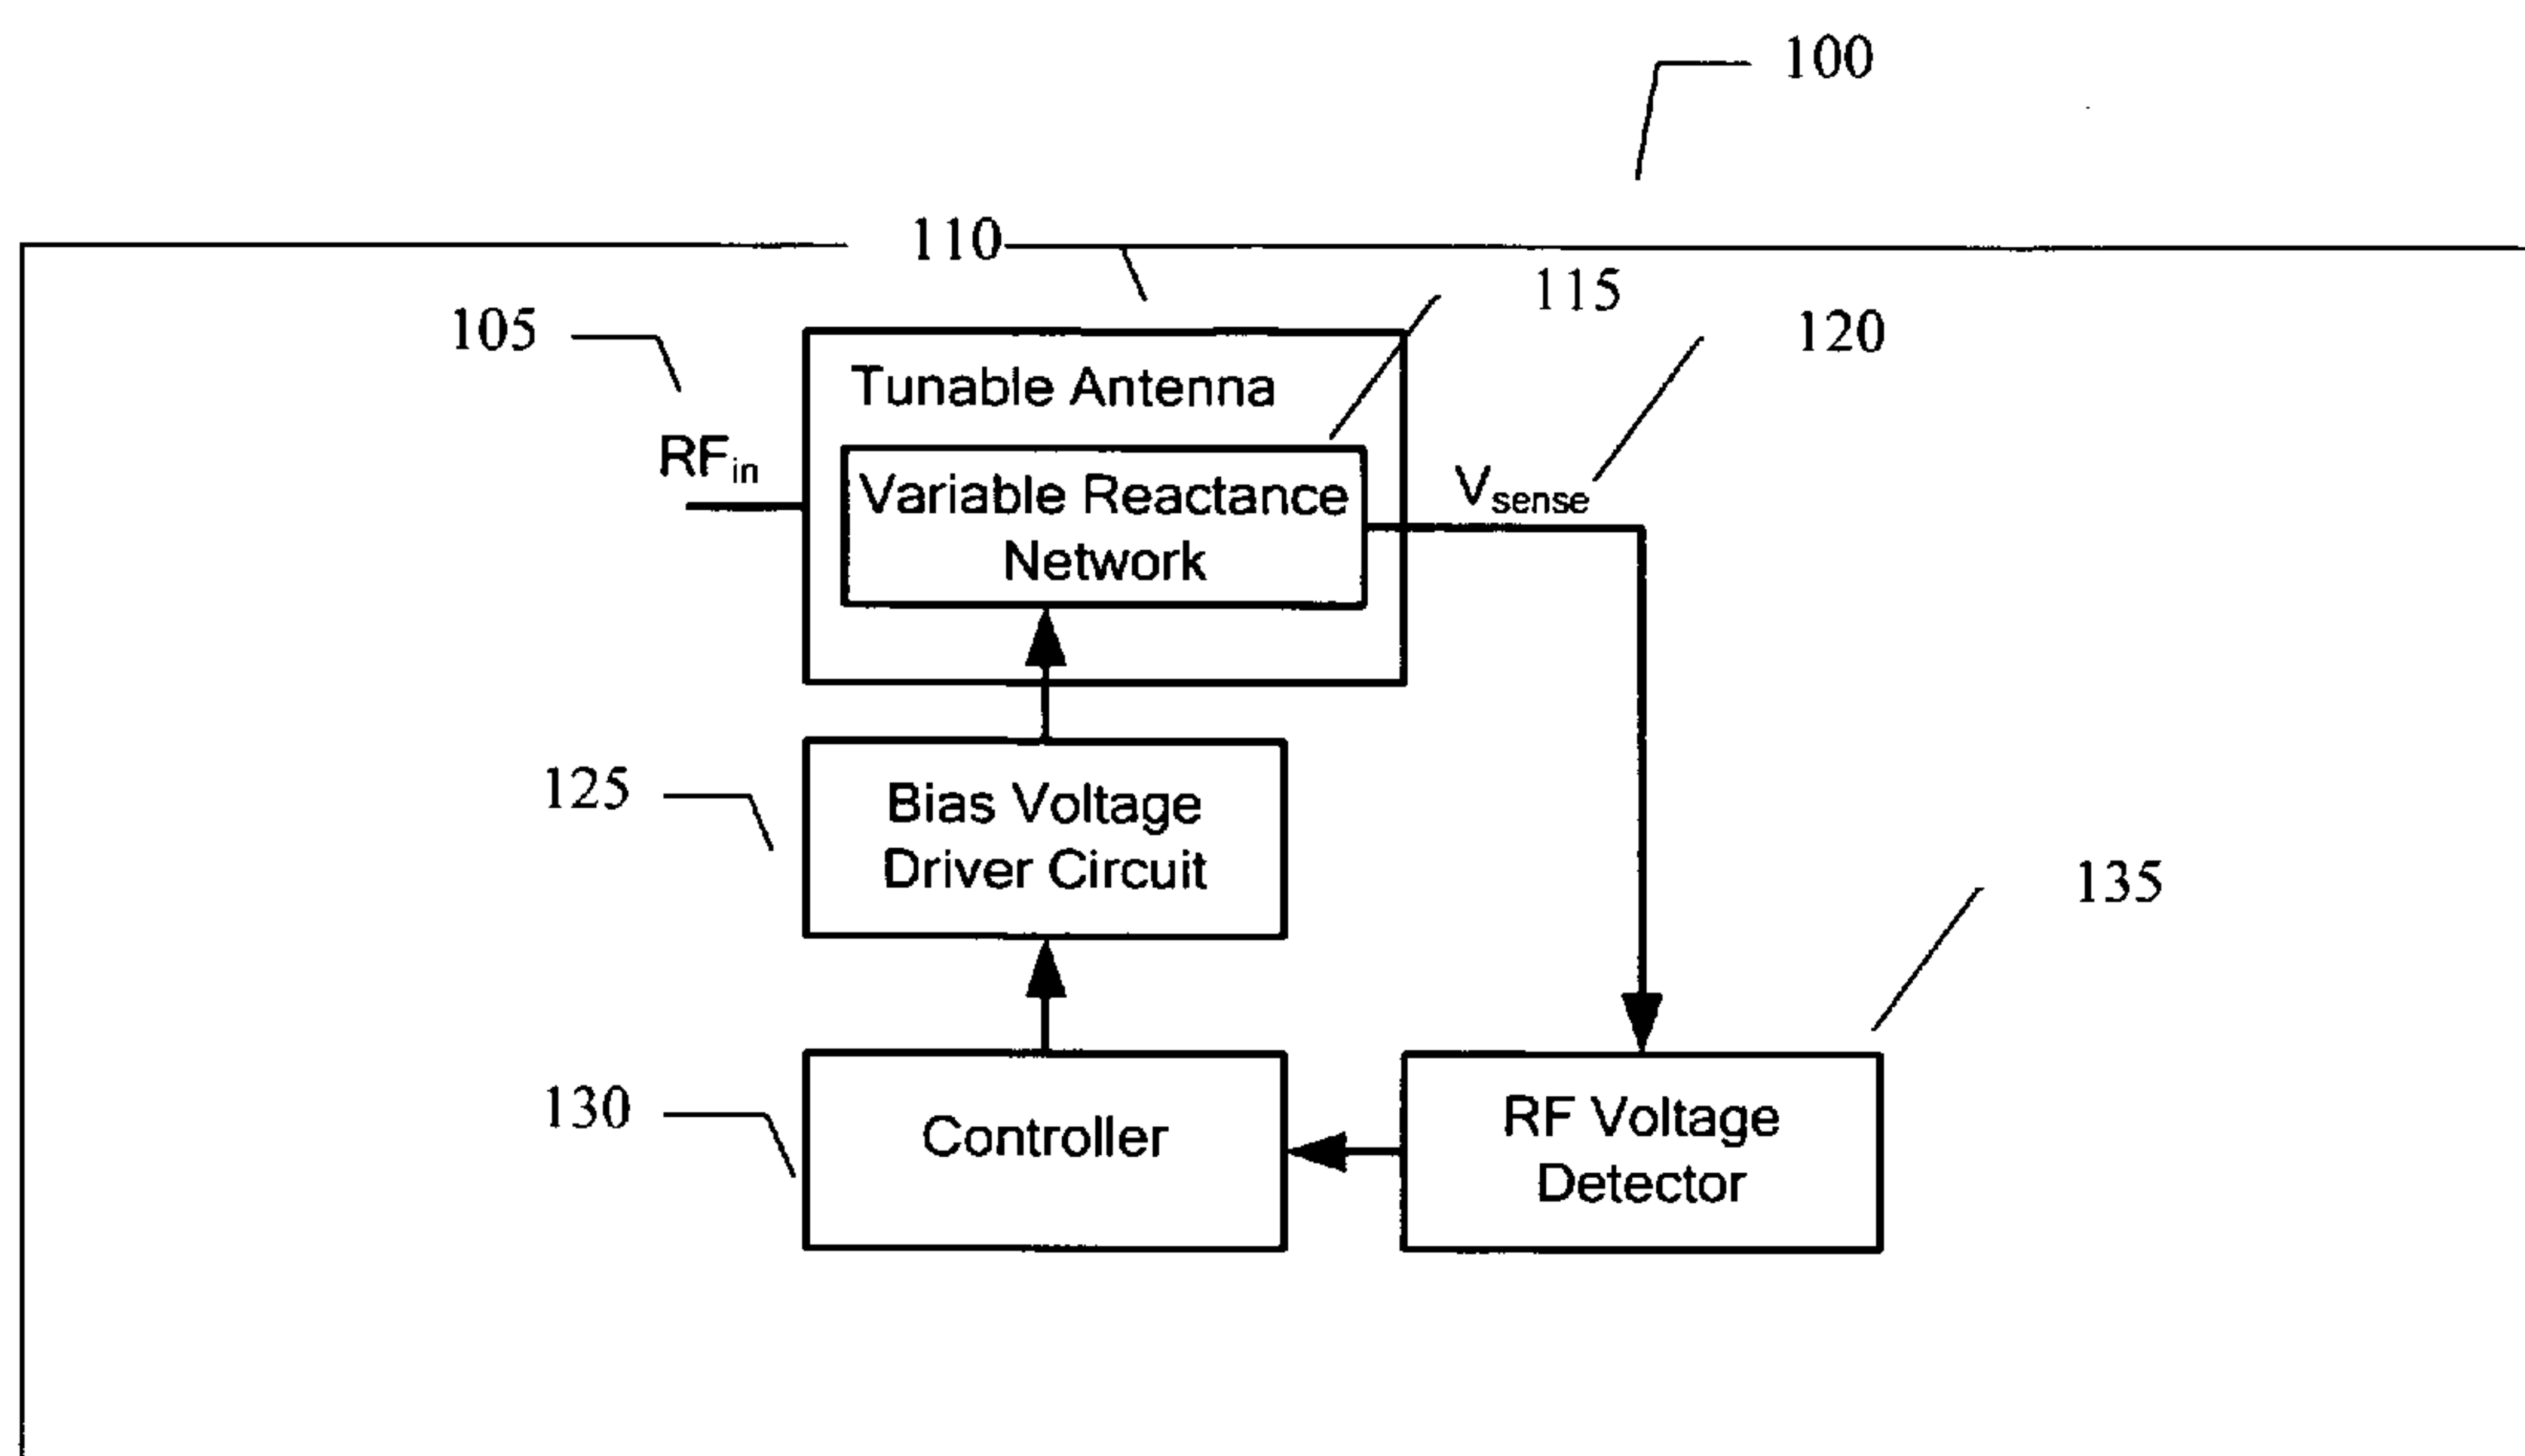 100
110
115
105
120
Tunable Antenna
RFin
Variable Reactance
Network
Vsense
125
Bias Voltage
Driver Circuit
135
130
Controller
RF Voltage
Detector